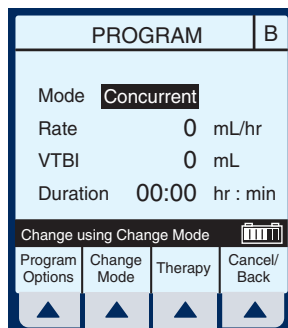 PROGRAM B
Mode Concurrent
Rate 0 mL/hr
VTBI 0 mL
Duration 00:00 hr : min
Change using Change Mode
Program Options Change Mode Therapy Cancel/ Back